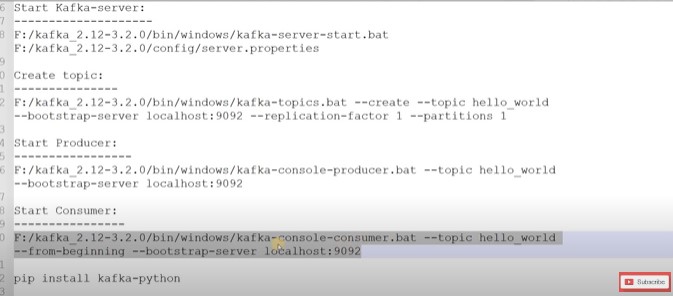 6 Start Kafka-server:
7 --------------------
8 F:/kafka_2.12-3.2.0/bin/windows/kafka-server-start.bat
F:/kafka_2.12-3.2.0/config/server.properties
9
0 Create topic:
1 ---------------
2 F:/kafka_2.12-3.2.0/bin/windows/kafka-topics.bat --create --topic hello_world
--bootstrap-server localhost:9092 --replication-factor 1 --partitions 1
3
4 Start Producer:
5 -----------------
6 F:/kafka_2.12-3.2.0/bin/windows/kafka-console-producer.bat --topic hello_world
--bootstrap-server localhost:9092
7
8 Start Consumer:
9 ----------------
0 F:/kafka_2.12-3.2.0/bin/windows/kafka-console-consumer.bat --topic hello_world
--from-beginning --bootstrap-server localhost:9092
1
2 pip install kafka-python
3
Subscribe